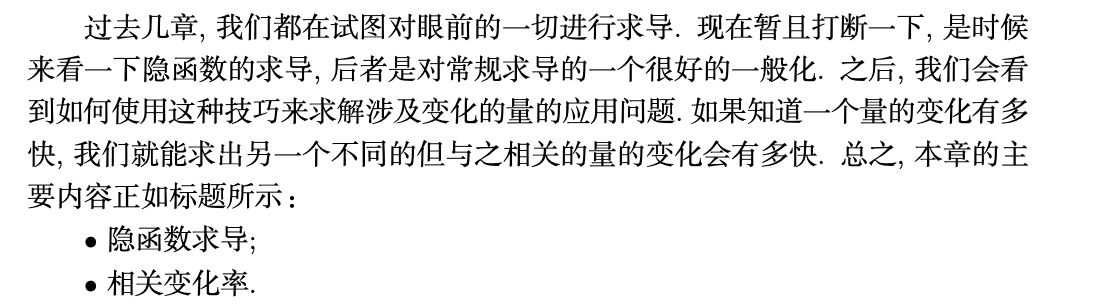 过去几章, 我们都在试图对眼前的一切进行求导. 现在暂且打断一下, 是时候
来看一下隐函数的求导, 后者是对常规求导的一个很好的一般化. 之后, 我们会看
到如何使用这种技巧来求解涉及变化的量的应用问题. 如果知道一个量的变化有多
快, 我们就能求出另一个不同的但与之相关的量的变化会有多快. 总之, 本章的主
要内容正如标题所示:
• 隐函数求导;
• 相关变化率.